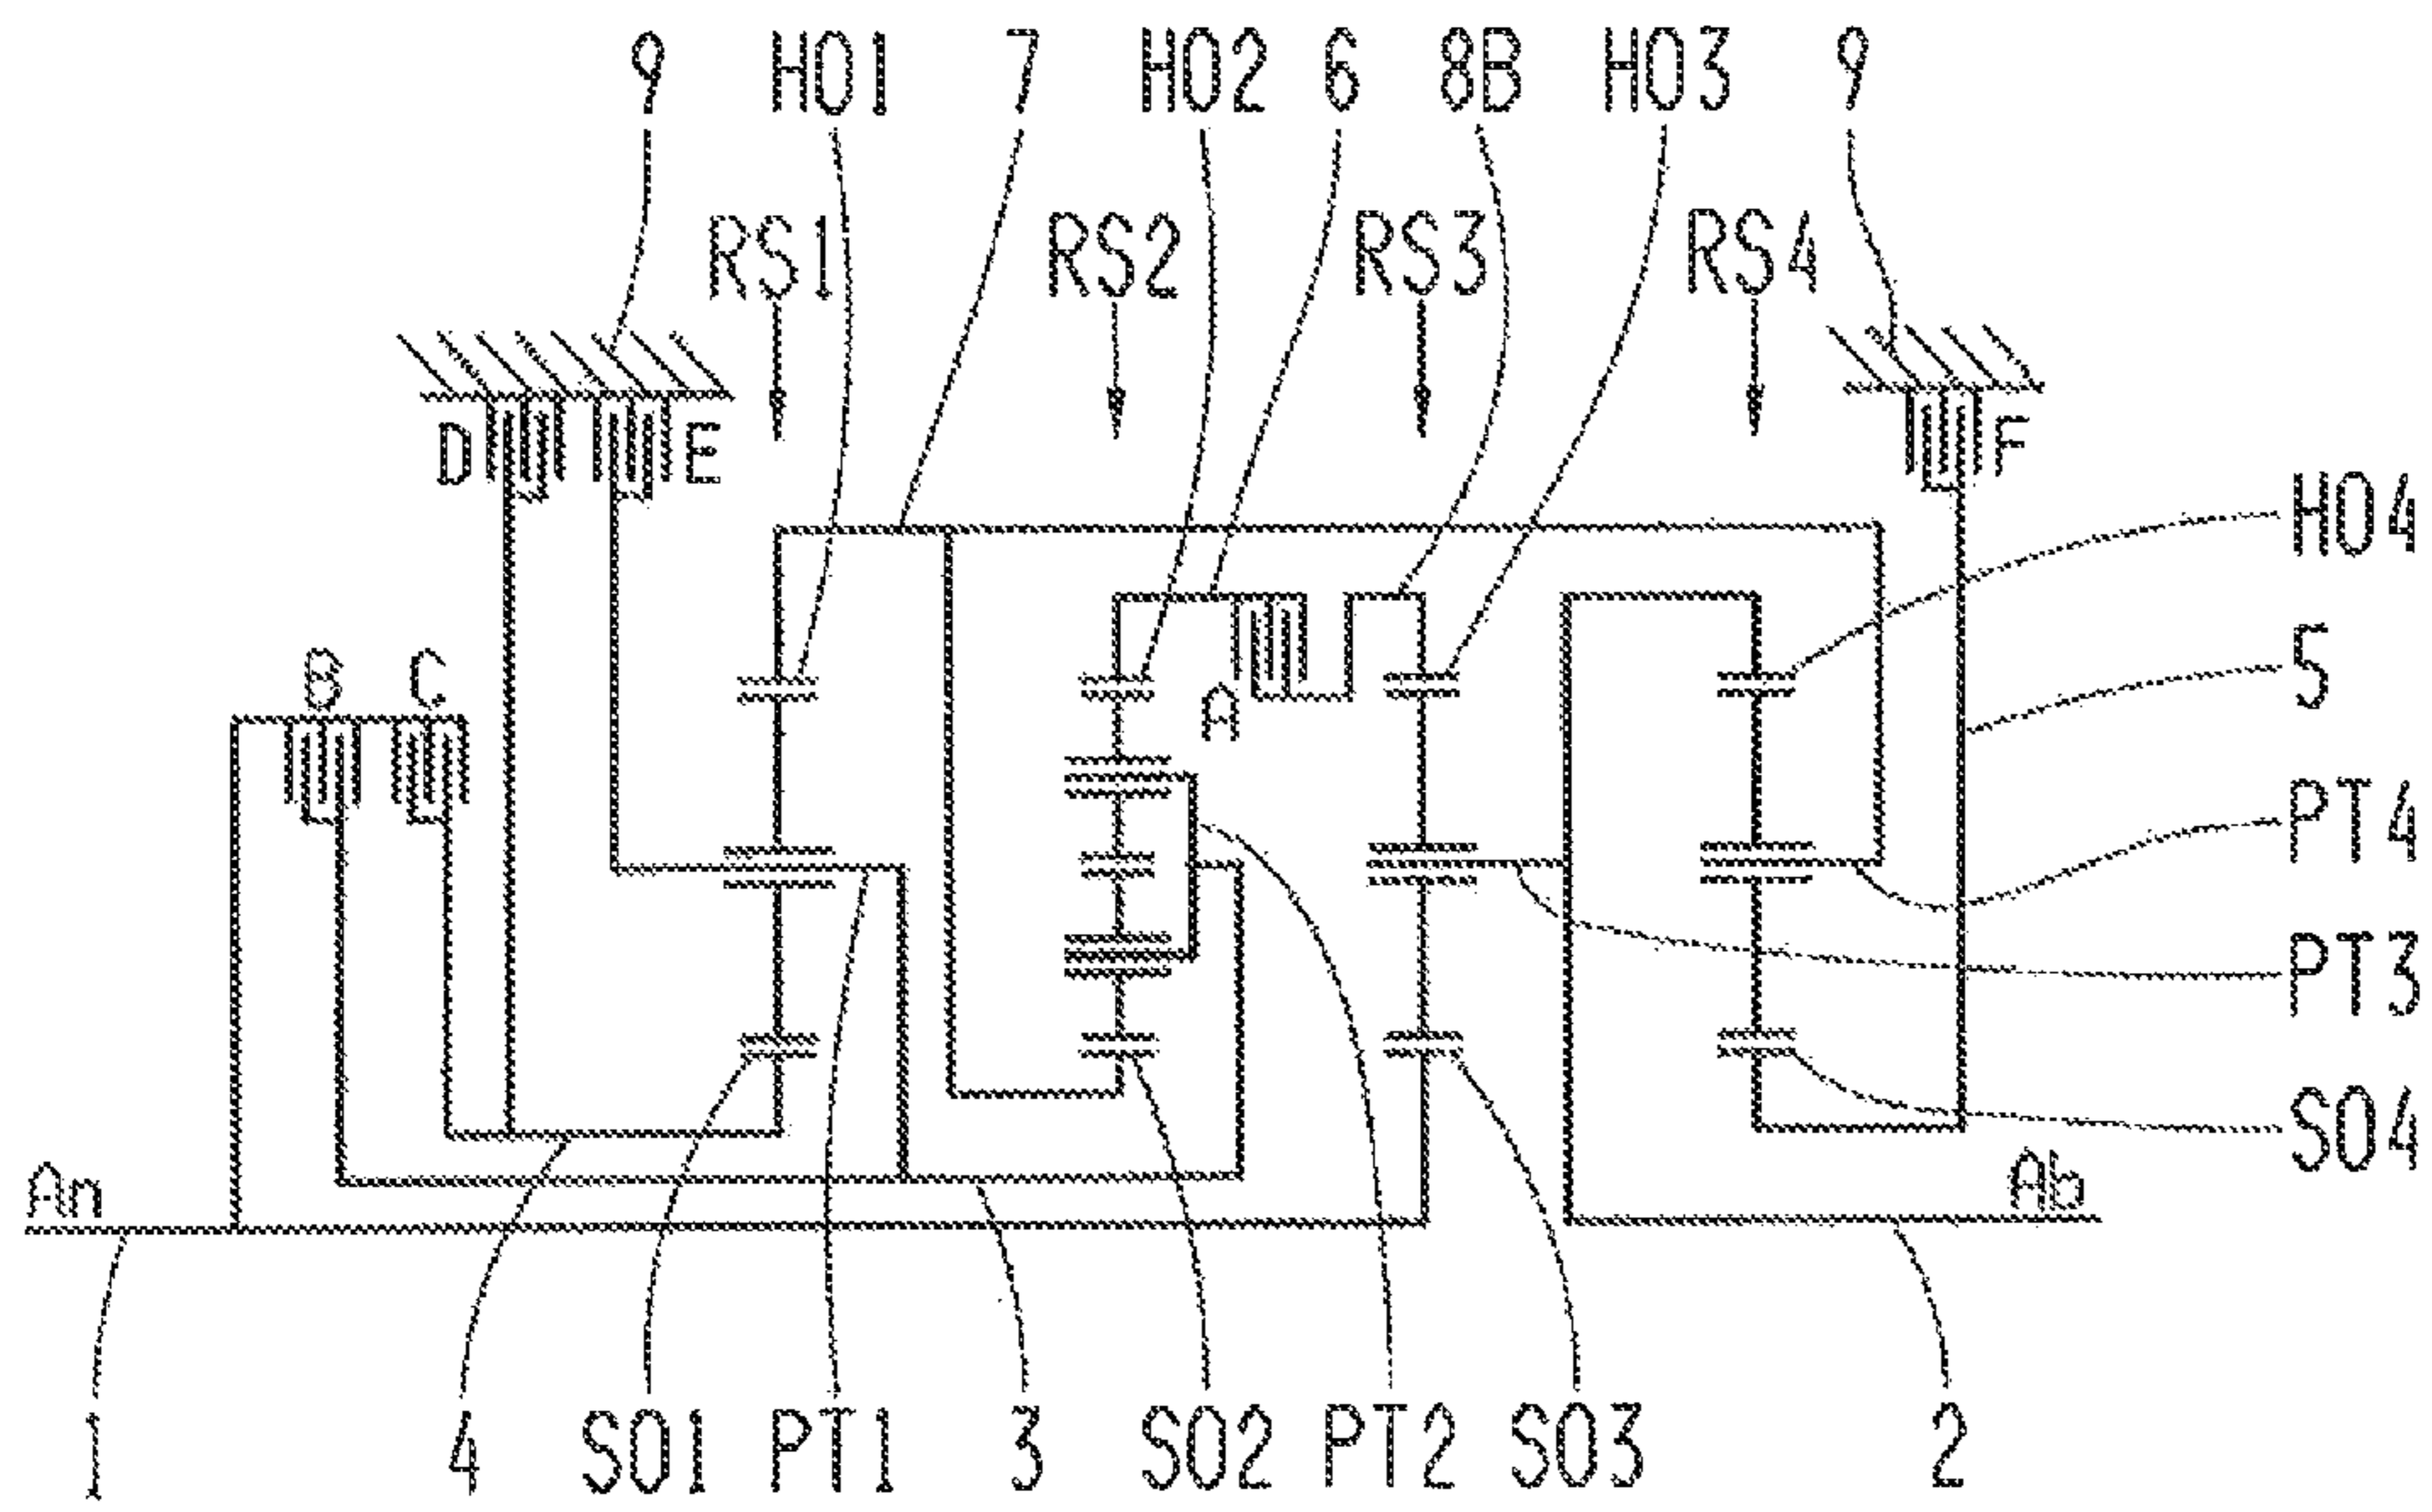 9 HO1 7 HO2 6 8B HO3 9
RS1 RS2 RS3 RS4
D E F
HO4
B C 5
A
PT4
PT3
SO4
An Ab
1 4 SO1 PT1 3 SO2 PT2 SO3 2